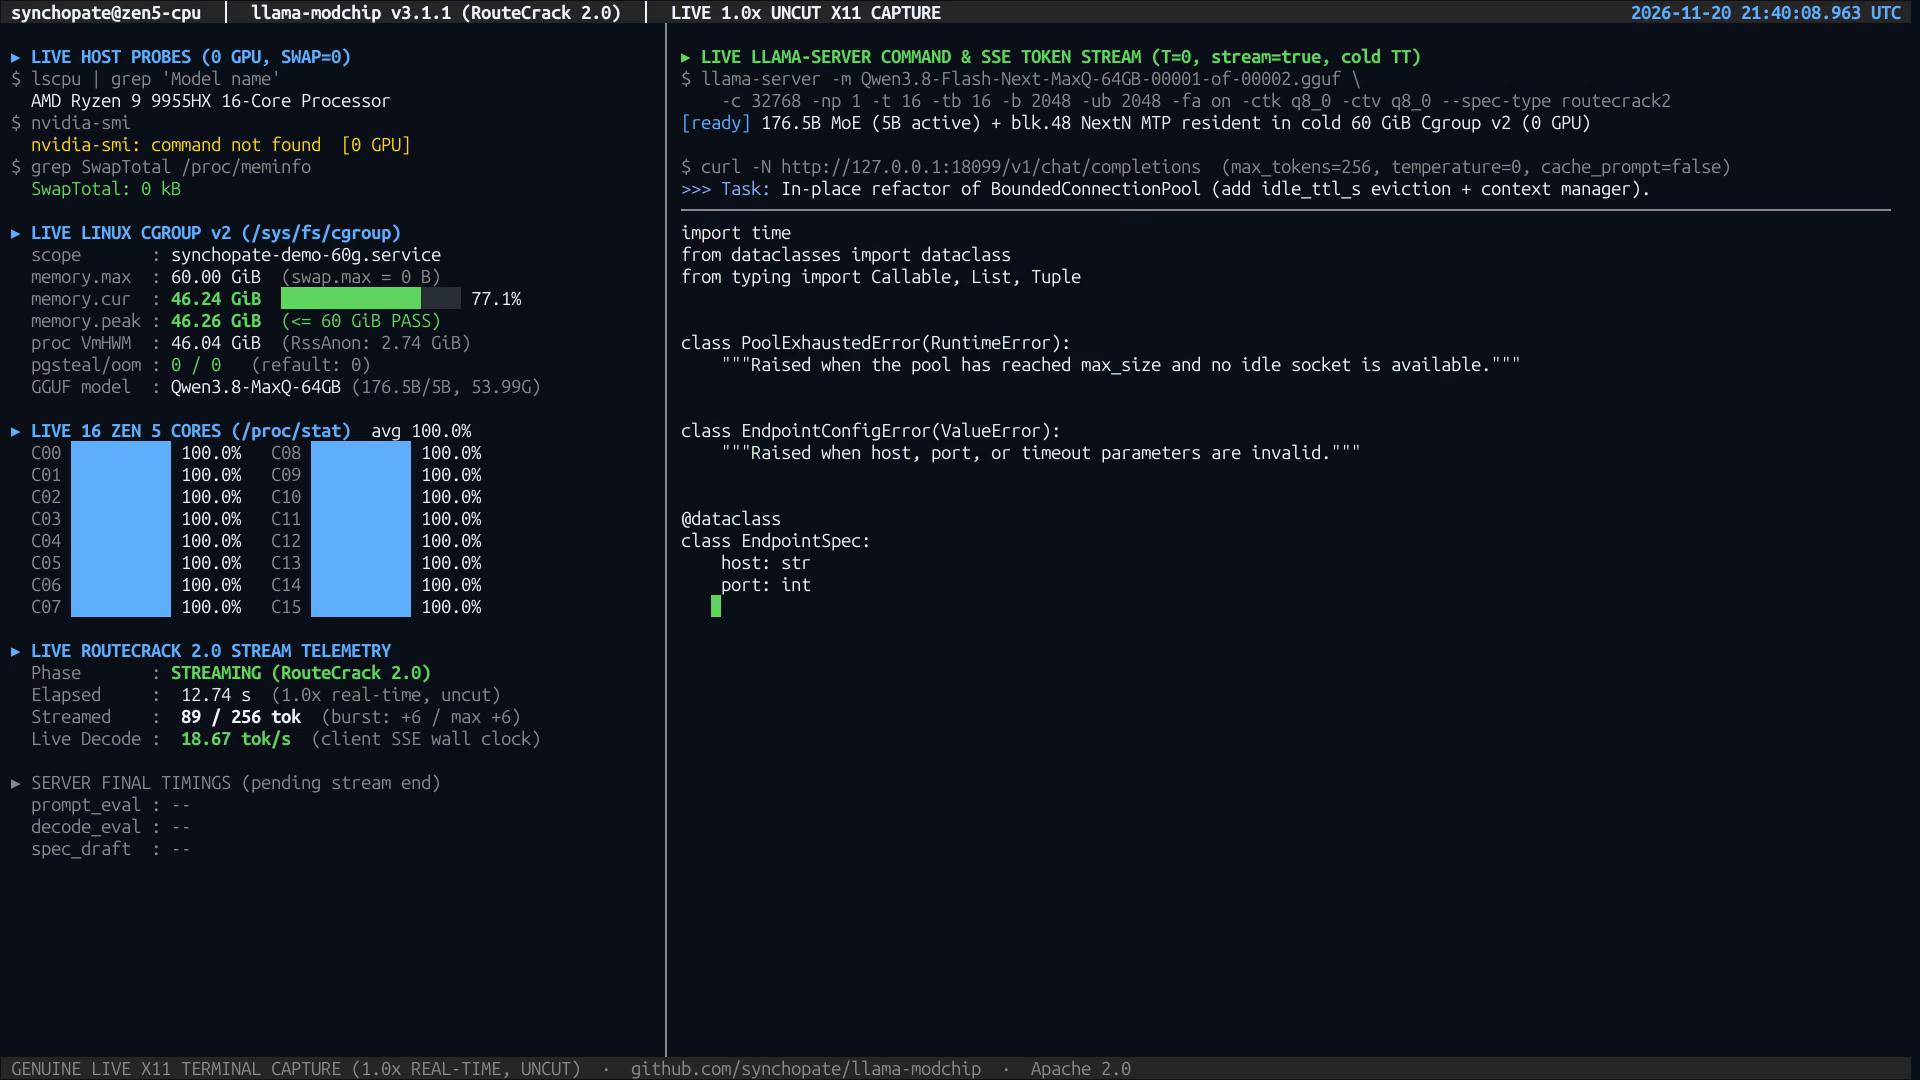 synchopate@zen5-cpu | llama-modchip v3.1.1 (RouteCrack 2.0) | LIVE 1.0x UNCUT X11 CAPTURE 2026-11-20 21:40:08.963 UTC
▶ LIVE HOST PROBES (0 GPU, SWAP=0)
$ lscpu | grep 'Model name'
AMD Ryzen 9 9955HX 16-Core Processor
$ nvidia-smi
nvidia-smi: command not found [0 GPU]
$ grep SwapTotal /proc/meminfo
SwapTotal: 0 kB
▶ LIVE LINUX CGROUP v2 (/sys/fs/cgroup)
scope : synchopate-demo-60g.service
memory.max : 60.00 GiB (swap.max = 0 B)
memory.cur : 46.24 GiB 77.1%
memory.peak : 46.26 GiB (<= 60 GiB PASS)
proc VmHWM : 46.04 GiB (RssAnon: 2.74 GiB)
pgsteal/oom : 0 / 0 (refault: 0)
GGUF model : Qwen3.8-MaxQ-64GB (176.5B/5B, 53.99G)
▶ LIVE 16 ZEN 5 CORES (/proc/stat) avg 100.0%
C00 100.0% C08 100.0%
C01 100.0% C09 100.0%
C02 100.0% C10 100.0%
C03 100.0% C11 100.0%
C04 100.0% C12 100.0%
C05 100.0% C13 100.0%
C06 100.0% C14 100.0%
C07 100.0% C15 100.0%
▶ LIVE ROUTECRACK 2.0 STREAM TELEMETRY
Phase : STREAMING (RouteCrack 2.0)
Elapsed : 12.74 s (1.0x real-time, uncut)
Streamed : 89 / 256 tok (burst: +6 / max +6)
Live Decode : 18.67 tok/s (client SSE wall clock)
▶ SERVER FINAL TIMINGS (pending stream end)
prompt_eval : --
decode_eval : --
spec_draft : --
▶ LIVE LLAMA-SERVER COMMAND & SSE TOKEN STREAM (T=0, stream=true, cold TT)
$ llama-server -m Qwen3.8-Flash-Next-MaxQ-64GB-00001-of-00002.gguf \
-c 32768 -np 1 -t 16 -tb 16 -b 2048 -ub 2048 -fa on -ctk q8_0 -ctv q8_0 --spec-type routecrack2
[ready] 176.5B MoE (5B active) + blk.48 NextN MTP resident in cold 60 GiB Cgroup v2 (0 GPU)
$ curl -N http://127.0.0.1:18099/v1/chat/completions (max_tokens=256, temperature=0, cache_prompt=false)
>>> Task: In-place refactor of BoundedConnectionPool (add idle_ttl_s eviction + context manager).
import time
from dataclasses import dataclass
from typing import Callable, List, Tuple
class PoolExhaustedError(RuntimeError):
"""Raised when the pool has reached max_size and no idle socket is available."""
class EndpointConfigError(ValueError):
"""Raised when host, port, or timeout parameters are invalid."""
@dataclass
class EndpointSpec:
host: str
port: int
GENUINE LIVE X11 TERMINAL CAPTURE (1.0x REAL-TIME, UNCUT) · github.com/synchopate/llama-modchip · Apache 2.0